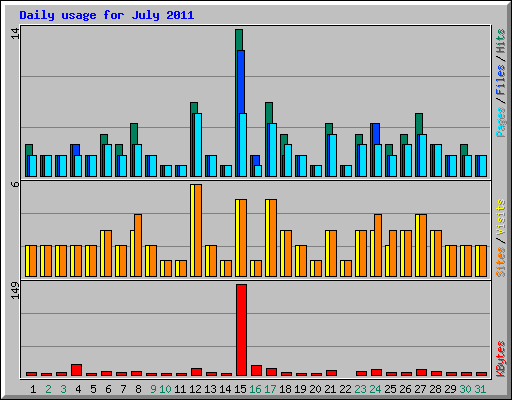 Daily usage for July 2011
14
Pages / Files / Hits
6
Sites / Visits
149
KBytes
1 2 3 4 5 6 7 8 9 10 11 12 13 14 15 16 17 18 19 20 21 22 23 24 25 26 27 28 29 30 31